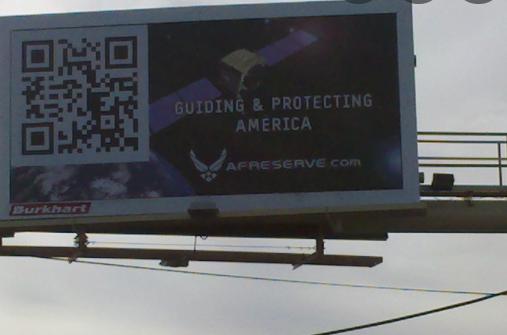 GUIDING & PROTECTING
AMERICA
AFRESERVE.com
Burkhart